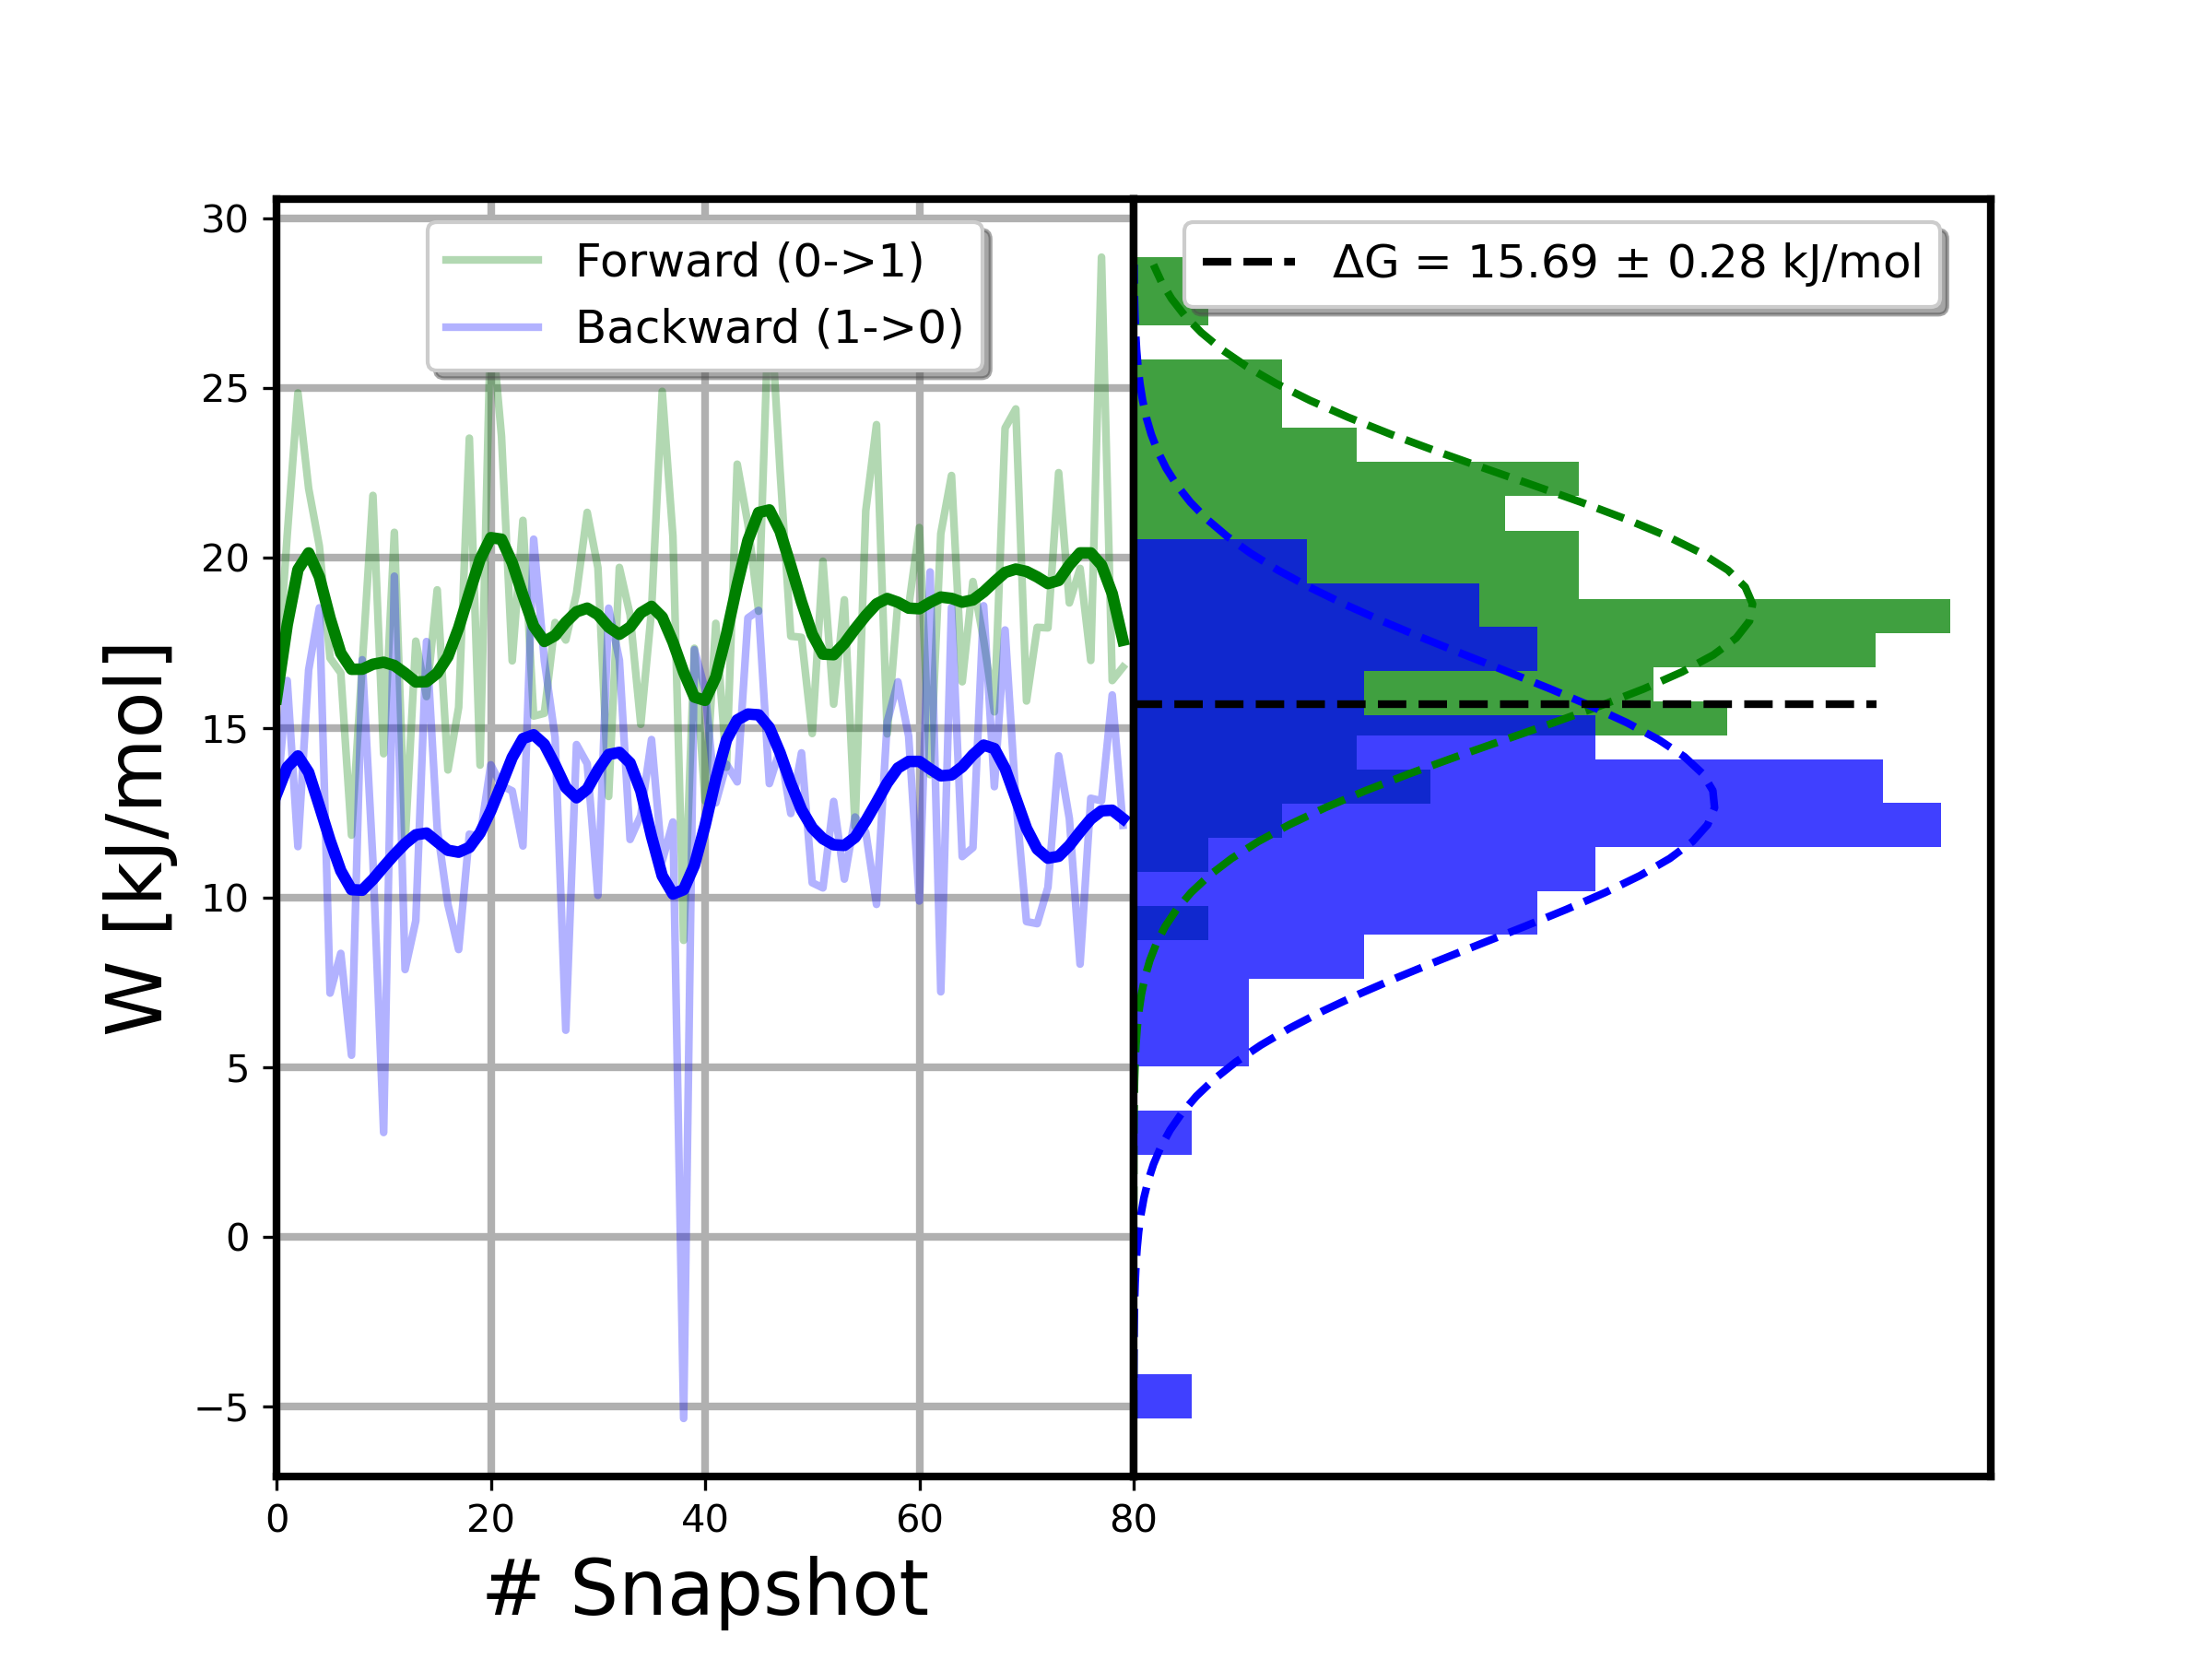 Forward (0->1)
Backward (1->0)
ΔG = 15.69 ± 0.28 kJ/mol
30
25
20
15
10
5
0
−5
W [kJ/mol]
0 20 40 60 80
# Snapshot